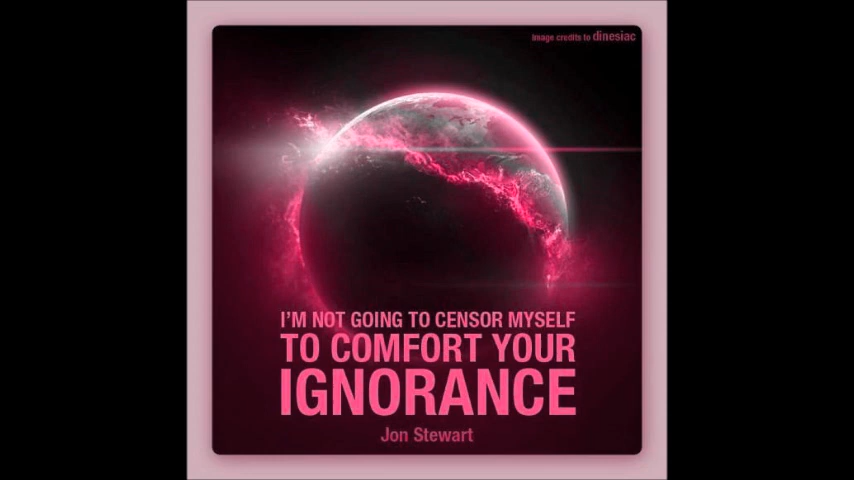 image credits to dinesiac
I'M NOT GOING TO CENSOR MYSELF
TO COMFORT YOUR
IGNORANCE
Jon Stewart